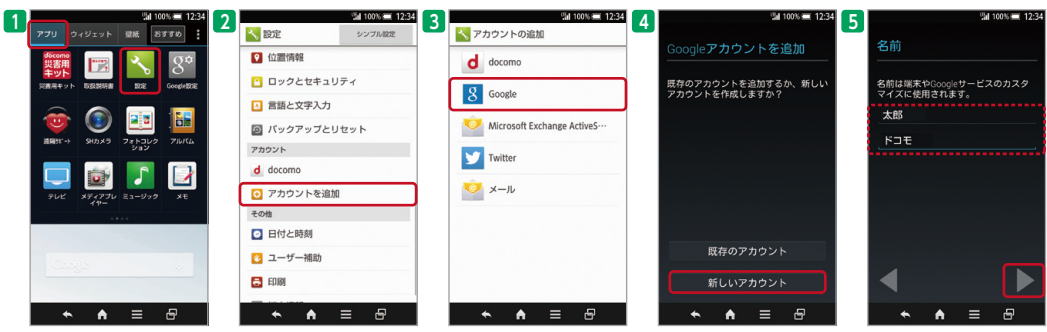 1
100% 12:34
アプリ ウィジェット 壁紙 おすすめ
docomo
災害用
キット
災害用キット 取扱説明書 設定 Google設定
遠隔ｻﾎﾟｰﾄ SHカメラ フォトコレク
ション アルバム
テレビ メディアプレ
イヤー ミュージック メモ
Google
2
100% 12:34
設定 シンプル設定
位置情報
ロックとセキュリティ
言語と文字入力
バックアップとリセット
アカウント
docomo
アカウントを追加
その他
日付と時刻
ユーザー補助
印刷
3
100% 12:34
アカウントの追加
docomo
Google
Microsoft Exchange ActiveS…
Twitter
メール
4
100% 12:34
Googleアカウントを追加
既存のアカウントを追加するか、新しい
アカウントを作成しますか？
既存のアカウント
新しいアカウント
5
100% 12:34
名前
名前は端末やGoogleサービスのカスタ
マイズに使用されます。
太郎
ドコモ